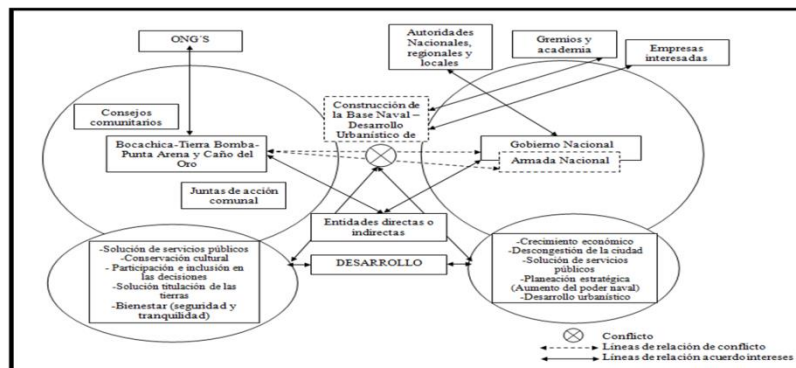 ONG´S
Autoridades
Nacionales,
regionales y
locales
Gremios y
academia
Empresas
interesadas
Consejos
comunitarios
Construcción de
la Base Naval –
Desarrollo
Urbanístico de
Bocachica-Tierra Bomba-
Punta Arena y Caño del
Oro
Gobierno Nacional
Armada Nacional
Juntas de acción
comunal
Entidades directas o
indirectas
-Solución de servicios públicos
-Conservación cultural
- Participación e inclusión en
las decisiones
-Solución titulación de las
tierras
-Bienestar (seguridad y
tranquilidad)
DESARROLLO
-Crecimiento económico
-Descongestión de la ciudad
-Solución de servicios
públicos
-Planeación estratégica
(Aumento del poder naval)
-Desarrollo urbanístico
Conflicto
Líneas de relación de conflicto
Líneas de relación acuerdo intereses